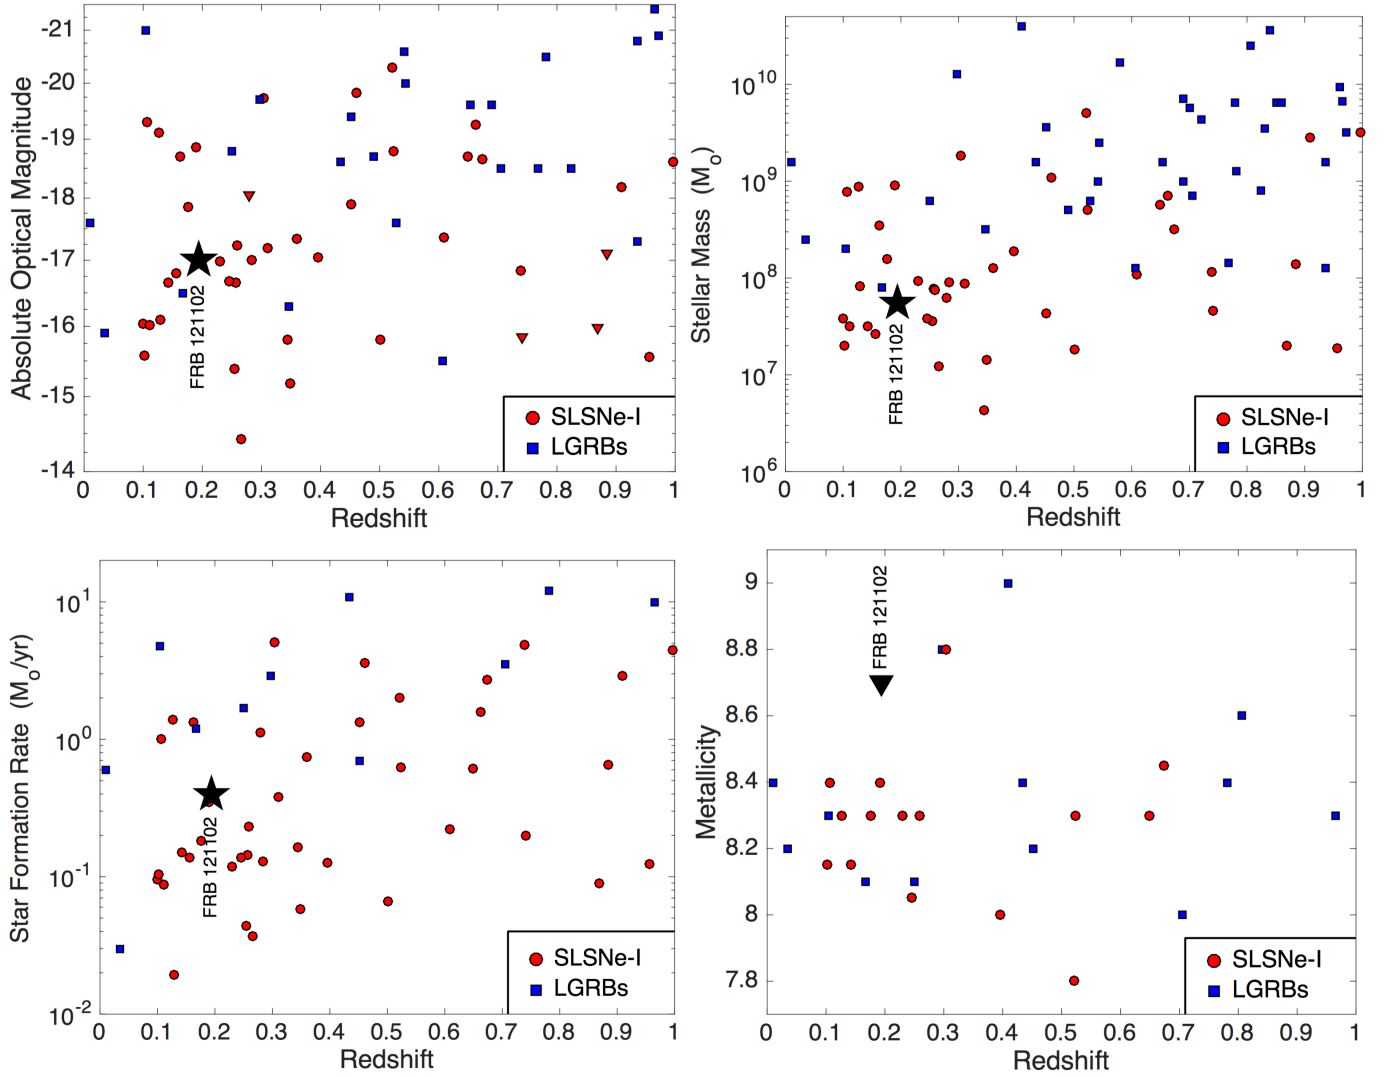 Absolute Optical Magnitude
-21
-20
-19
-18
-17
-16
-15
-14
FRB 121102
SLSNe-I
LGRBs
0 0.1 0.2 0.3 0.4 0.5 0.6 0.7 0.8 0.9 1
Redshift
Stellar Mass (Mo)
10^10
10^9
10^8
10^7
10^6
FRB 121102
SLSNe-I
LGRBs
0 0.1 0.2 0.3 0.4 0.5 0.6 0.7 0.8 0.9 1
Redshift
Star Formation Rate (Mo/yr)
10^1
10^0
10^-1
10^-2
FRB 121102
SLSNe-I
LGRBs
0 0.1 0.2 0.3 0.4 0.5 0.6 0.7 0.8 0.9 1
Redshift
Metallicity
9
8.8
8.6
8.4
8.2
8
7.8
FRB 121102
SLSNe-I
LGRBs
0 0.1 0.2 0.3 0.4 0.5 0.6 0.7 0.8 0.9 1
Redshift